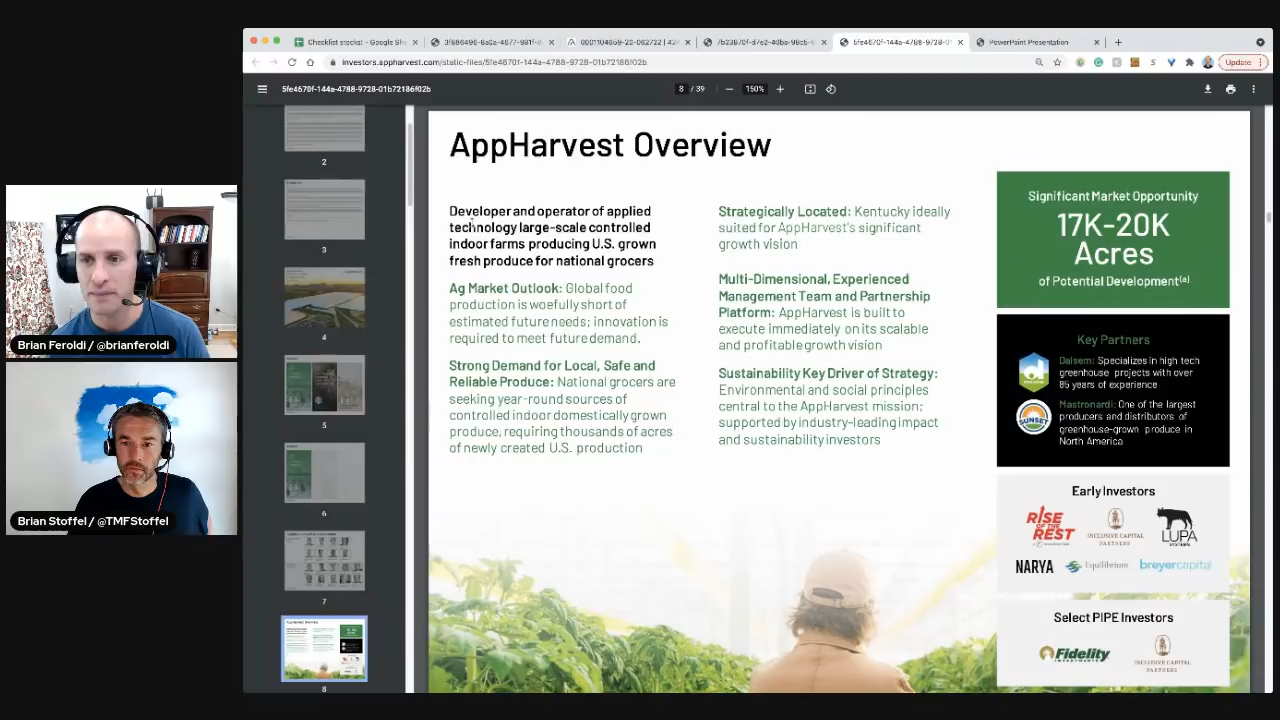 Checklist stocks! - Google Sh
PowerPoint Presentation
investors.appharvest.com/static-files/5fe4670f-144a-4788-9728-01b72186f02b
Update
5fe4670f-144a-4788-9728-01b72186f02b
8 / 39
150%
2
3
4
5
6
7
8
AppHarvest Overview
Developer and operator of applied
technology large-scale controlled
indoor farms producing U.S. grown
fresh produce for national grocers
Ag Market Outlook: Global food
production is woefully short of
estimated future needs; innovation is
required to meet future demand.
Strong Demand for Local, Safe and
Reliable Produce: National grocers are
seeking year-round sources of
controlled indoor domestically grown
produce, requiring thousands of acres
of newly created U.S. production
Strategically Located: Kentucky ideally
suited for AppHarvest's significant
growth vision
Multi-Dimensional, Experienced
Management Team and Partnership
Platform: AppHarvest is built to
execute immediately on its scalable
and profitable growth vision
Sustainability Key Driver of Strategy:
Environmental and social principles
central to the AppHarvest mission;
supported by industry-leading impact
and sustainability investors
Significant Market Opportunity
17K-20K
Acres
of Potential Development(a)
Key Partners
Dalsem: Specializes in high tech
greenhouse projects with over
85 years of experience
SUNSET
Mastronardi: One of the largest
producers and distributors of
greenhouse-grown produce in
North America
Early Investors
RISE OF THE REST
INCLUSIVE CAPITAL PARTNERS
LUPA
NARYA
Equilibrium
breyercapital
Select PIPE Investors
Fidelity INVESTMENTS
INCLUSIVE CAPITAL PARTNERS
Brian Feroldi / @brianferoldi
Brian Stoffel / @TMFStoffel